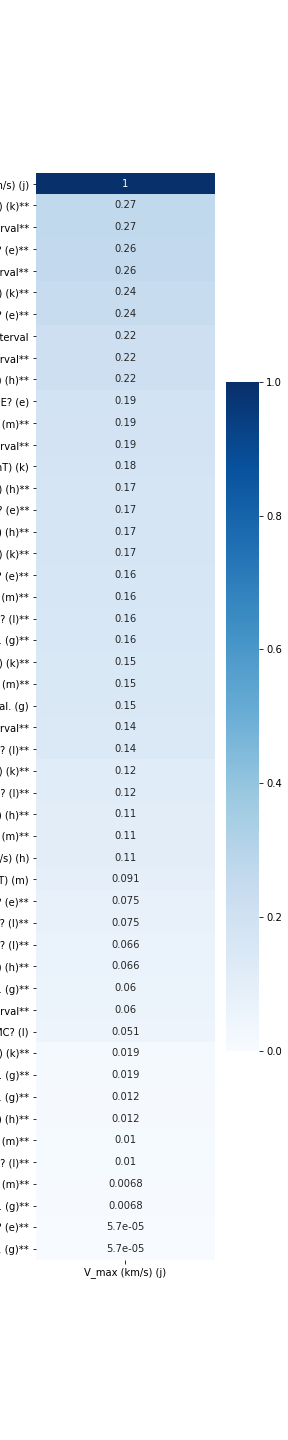 n/s) (j) 1
) (k)** 0.27
rval** 0.27
? (e)** 0.26
rval** 0.26
) (k)** 0.24
? (e)** 0.24
terval 0.22
rval** 0.22
) (h)** 0.22
E? (e) 0.19
(m)** 0.19
rval** 0.19
nT) (k) 0.18
) (h)** 0.17
? (e)** 0.17
) (h)** 0.17
) (k)** 0.17
? (e)** 0.16
(m)** 0.16
? (l)** 0.16
. (g)** 0.16
) (k)** 0.15
(m)** 0.15
al. (g) 0.15
rval** 0.14
? (l)** 0.14
) (k)** 0.12
? (l)** 0.12
) (h)** 0.11
(m)** 0.11
/s) (h) 0.11
T) (m) 0.091
? (e)** 0.075
? (l)** 0.075
? (l)** 0.066
) (h)** 0.066
. (g)** 0.06
rval** 0.06
MC? (l) 0.051
) (k)** 0.019
. (g)** 0.019
. (g)** 0.012
) (h)** 0.012
(m)** 0.01
? (l)** 0.01
(m)** 0.0068
. (g)** 0.0068
? (e)** 5.7e-05
. (g)** 5.7e-05
V_max (km/s) (j)
1.0
0.8
0.6
0.4
0.2
0.0